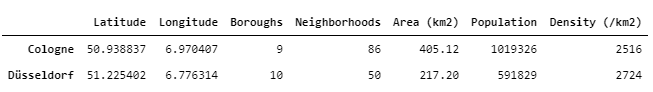 Latitude Longitude Boroughs Neighborhoods Area (km2) Population Density (/km2)
Cologne 50.938837 6.970407 9 86 405.12 1019326 2516
Düsseldorf 51.225402 6.776314 10 50 217.20 591829 2724